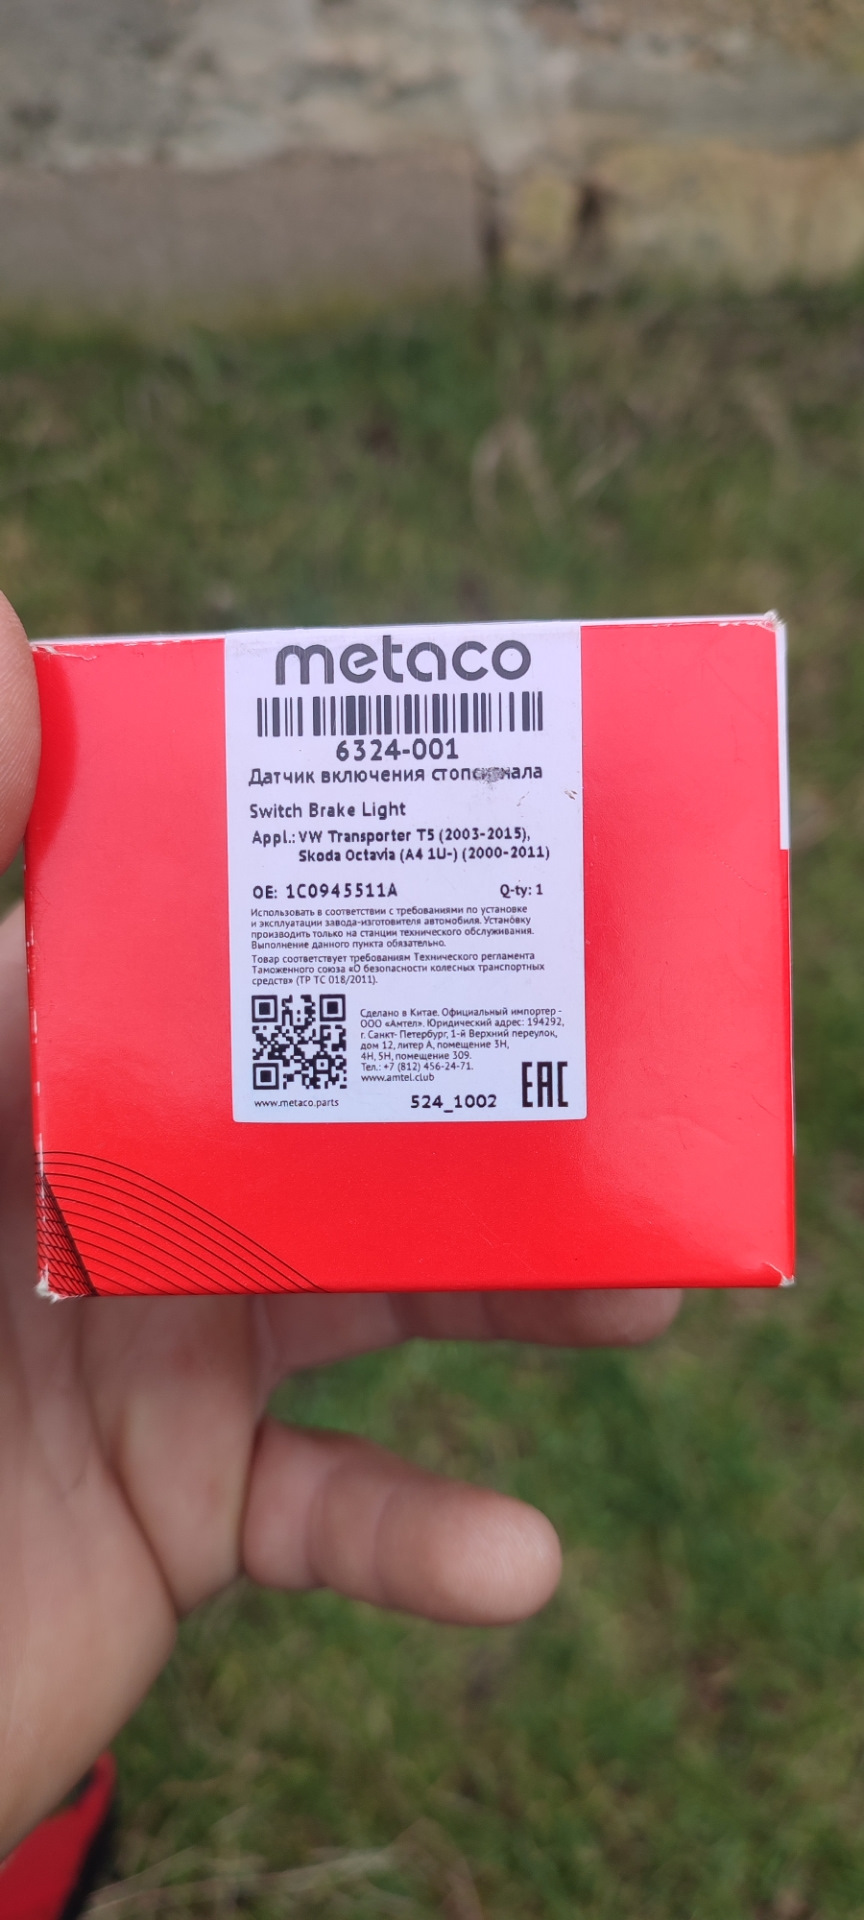 metaco
6324-001
Датчик включения стопсигнала
Switch Brake Light
Appl.: VW Transporter T5 (2003-2015),
Skoda Octavia (A4 1U-) (2000-2011)
OE: 1C0945511A Q-ty: 1
Использовать в соответствии с требованиями по установке
и эксплуатации завода-изготовителя автомобиля. Установку
производить только на станции технического обслуживания.
Выполнение данного пункта обязательно.
Товар соответствует требованиям Технического регламента
Таможенного союза «О безопасности колесных транспортных
средств» (ТР ТС 018/2011).
Сделано в Китае. Официальный импортер -
ООО «Амтел». Юридический адрес: 194292,
г. Санкт- Петербург, 1-й Верхний переулок,
дом 12, литер А, помещение 3Н,
4Н, 5Н, помещение 309.
Тел.: +7 (812) 456-24-71.
www.amtel.club
www.metaco.parts 524_1002 EAC